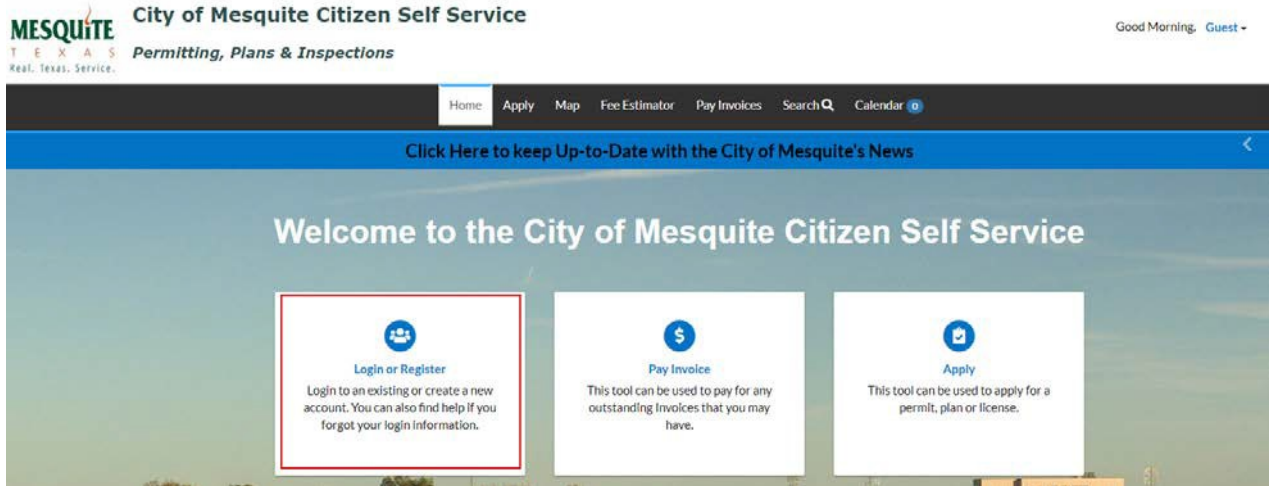 MESQUITE
T E X A S
Real. Texas. Service.
City of Mesquite Citizen Self Service
Permitting, Plans & Inspections
Good Morning, Guest
Home Apply Map Fee Estimator Pay Invoices Search Calendar 0
Click Here to keep Up-to-Date with the City of Mesquite's News
Welcome to the City of Mesquite Citizen Self Service
Login or Register
Login to an existing or create a new
account. You can also find help if you
forgot your login information.
Pay Invoice
This tool can be used to pay for any
outstanding Invoices that you may
have.
Apply
This tool can be used to apply for a
permit, plan or license.